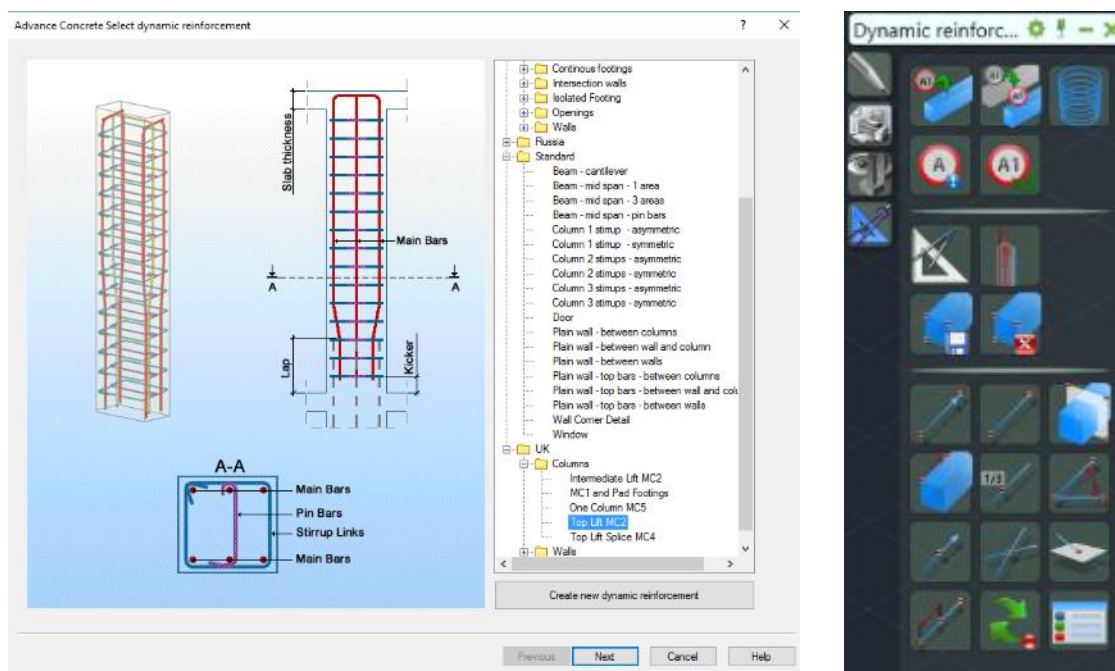 Advance Concrete Select dynamic reinforcement
Slab thickness
Main Bars
A
A
Lap
Kicker
A-A
Main Bars
Pin Bars
Stirrup Links
Main Bars
Continous footings
Intersection walls
Isolated Footing
Openings
Walls
Russia
Standard
Beam - cantilever
Beam - mid span - 1 area
Beam - mid span - 3 areas
Beam - mid span - pin bars
Column 1 stirrup - asymmetric
Column 1 stirrup - symmetric
Column 2 stirrups - asymmetric
Column 2 stirrups - symmetric
Column 3 stirrups - asymmetric
Column 3 stirrups - symmetric
Door
Plain wall - between columns
Plain wall - between wall and column
Plain wall - between walls
Plain wall - top bars - between columns
Plain wall - top bars - between wall and colu
Plain wall - top bars - between walls
Wall Corner Detail
Window
UK
Columns
Intermediate Lift MC2
MC1 and Pad Footings
One Column MC5
Top Lift MC2
Top Lift Splice MC4
Walls
Create new dynamic reinforcement
Previous
Next
Cancel
Help
Dynamic reinforc...
A1
A1
A
A1
1/3